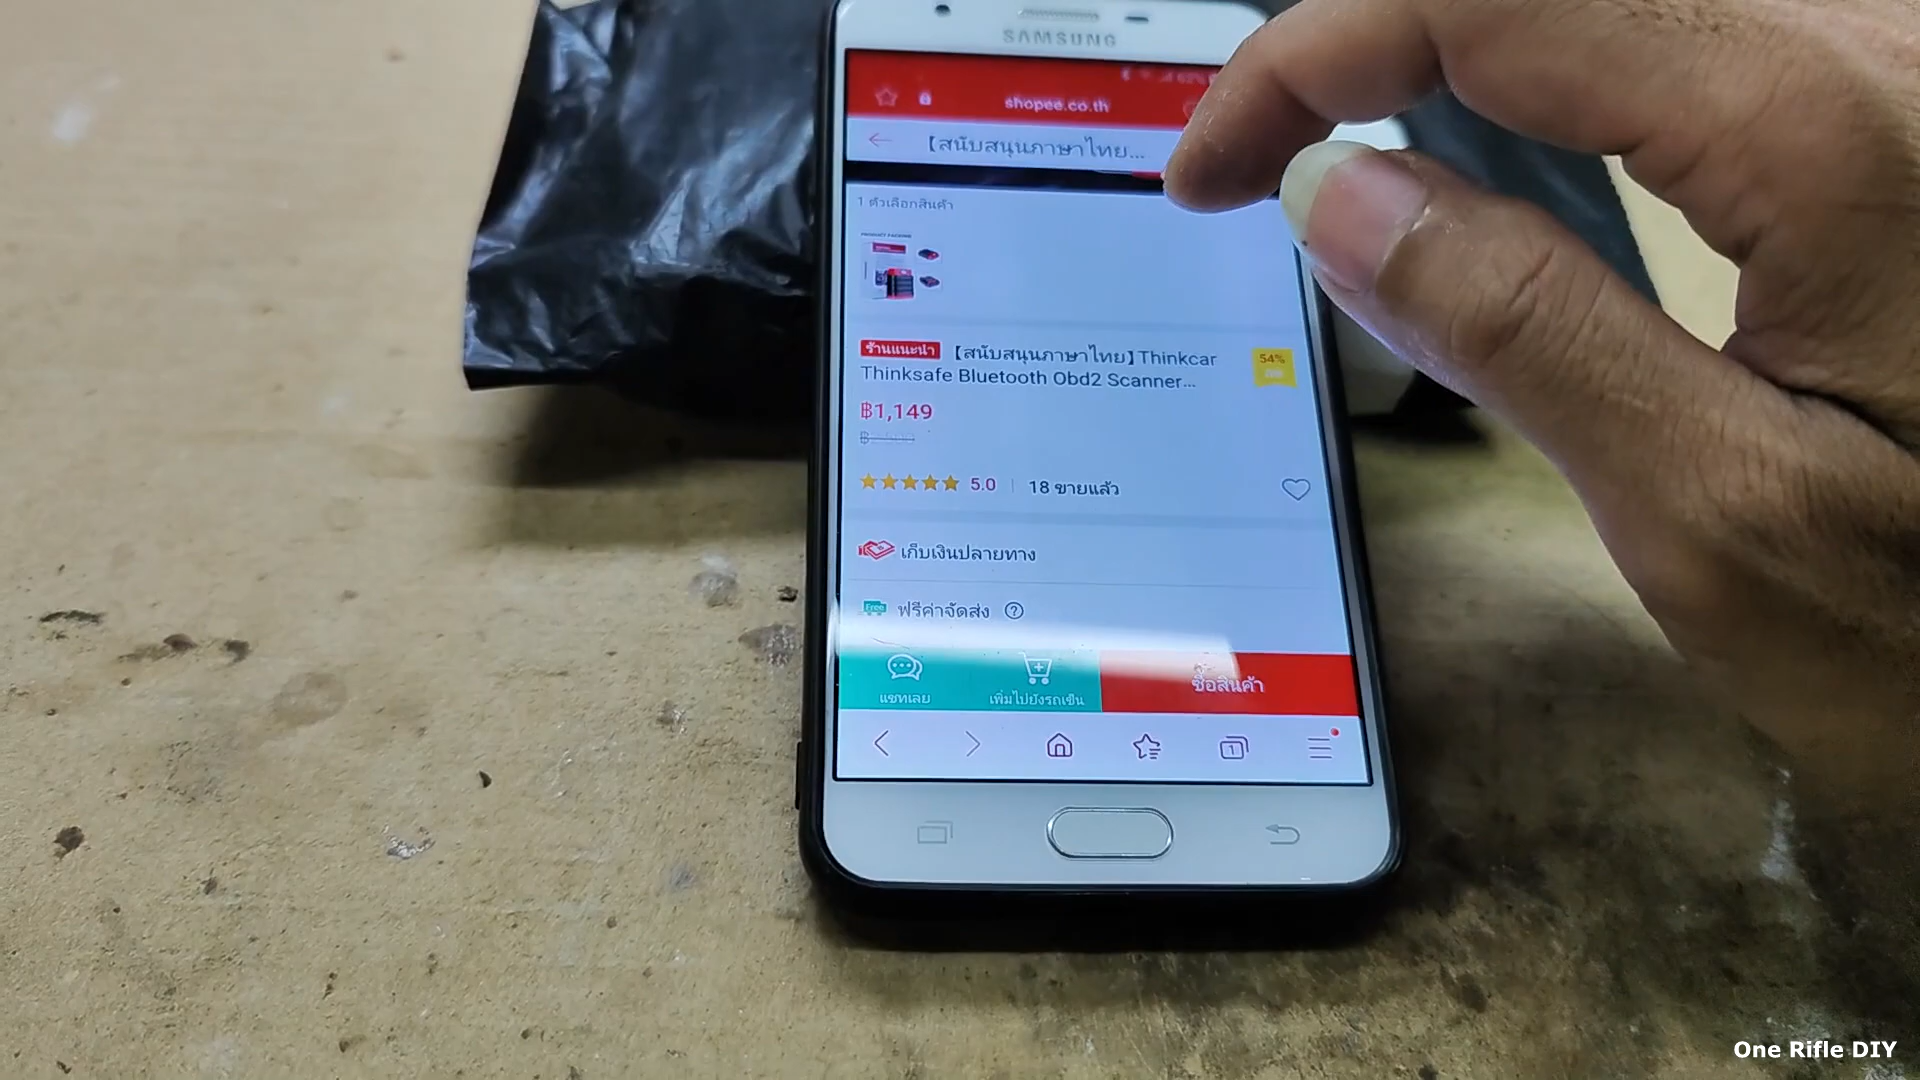 SAMSUNG
shopee.co.th
【สนับสนุนภาษาไทย...
1 ตัวเลือกสินค้า
PRODUCT PACKING
ร้านแนะนำ 【สนับสนุนภาษาไทย】Thinkcar
Thinksafe Bluetooth Obd2 Scanner...
54%
฿1,149
5.0 18 ขายแล้ว
เก็บเงินปลายทาง
Free ฟรีค่าจัดส่ง ?
แชทเลย เพิ่มไปยังรถเข็น ซื้อสินค้า
1
One Rifle DIY